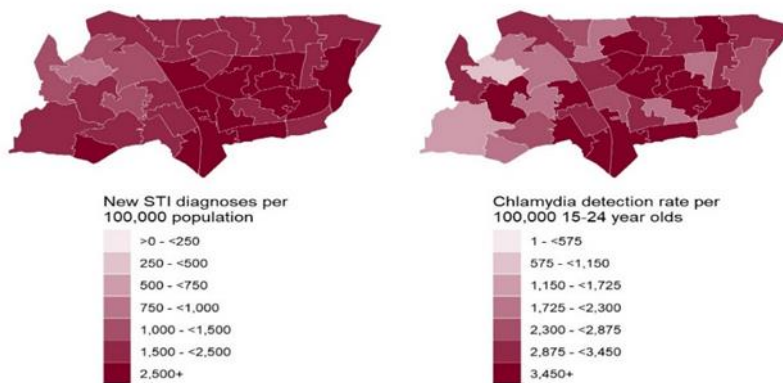 New STI diagnoses per
100,000 population
>0 - <250
250 - <500
500 - <750
750 - <1,000
1,000 - <1,500
1,500 - <2,500
2,500+
Chlamydia detection rate per
100,000 15-24 year olds
1 - <575
575 - <1,150
1,150 - <1,725
1,725 - <2,300
2,300 - <2,875
2,875 - <3,450
3,450+